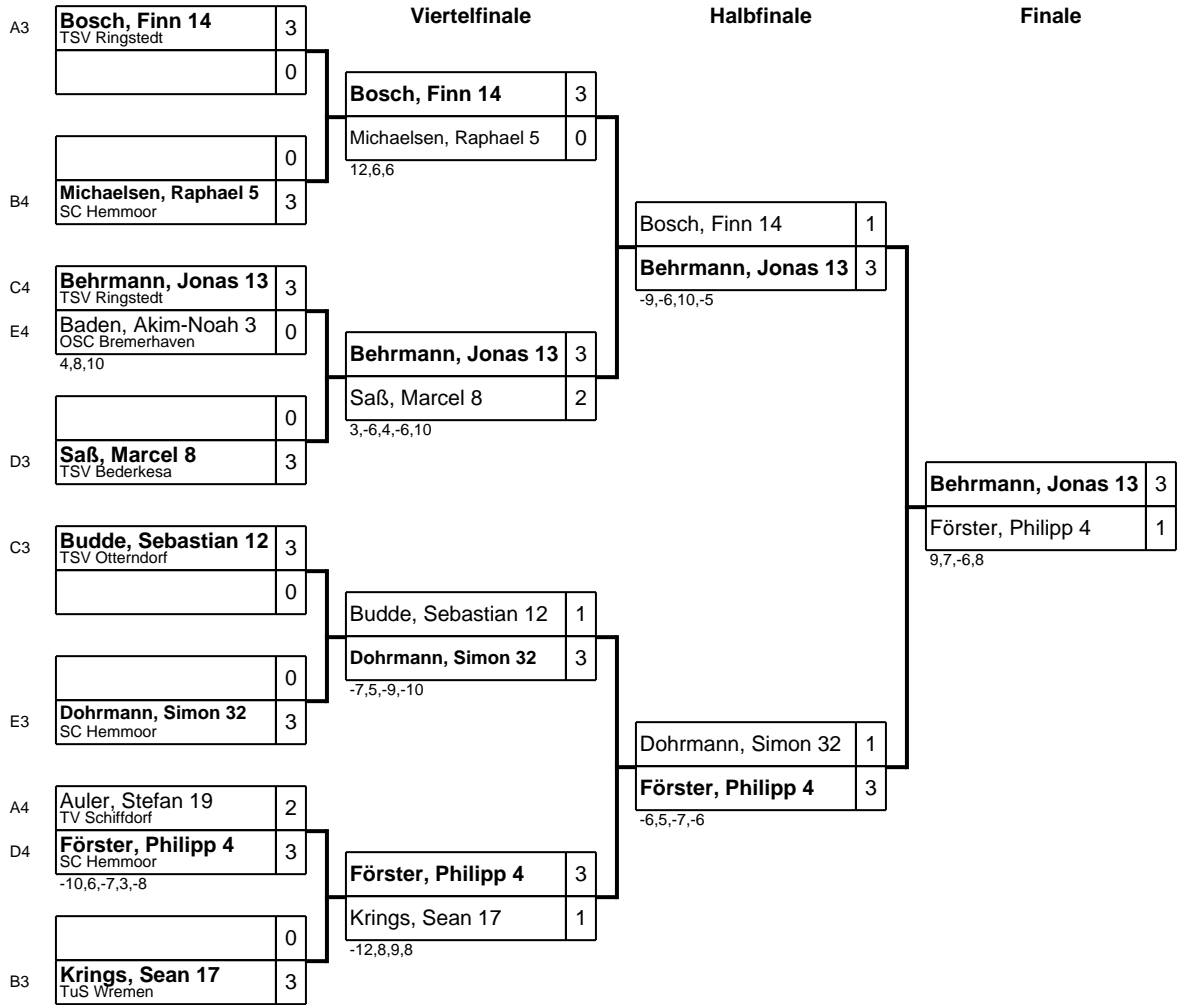 Viertelfinale
Halbfinale
Finale
A3
Bosch, Finn 14
3
TSV Ringstedt
0
Bosch, Finn 14
3
Michaelsen, Raphael 5
0
12,6,6
0
B4
Michaelsen, Raphael 5
3
SC Hemmoor
Bosch, Finn 14
1
Behrmann, Jonas 13
3
-9,-6,10,-5
C4
Behrmann, Jonas 13
3
TSV Ringstedt
E4
Baden, Akim-Noah 3
0
OSC Bremerhaven
4,8,10
Behrmann, Jonas 13
3
Saß, Marcel 8
2
3,-6,4,-6,10
0
D3
Saß, Marcel 8
3
TSV Bederkesa
Behrmann, Jonas 13
3
Förster, Philipp 4
1
9,7,-6,8
C3
Budde, Sebastian 12
3
TSV Otterndorf
0
Budde, Sebastian 12
1
Dohrmann, Simon 32
3
-7,5,-9,-10
0
E3
Dohrmann, Simon 32
3
SC Hemmoor
Dohrmann, Simon 32
1
Förster, Philipp 4
3
-6,5,-7,-6
A4
Auler, Stefan 19
2
TV Schiffdorf
D4
Förster, Philipp 4
3
SC Hemmoor
-10,6,-7,3,-8
Förster, Philipp 4
3
Krings, Sean 17
1
-12,8,9,8
0
B3
Krings, Sean 17
3
TuS Wremen